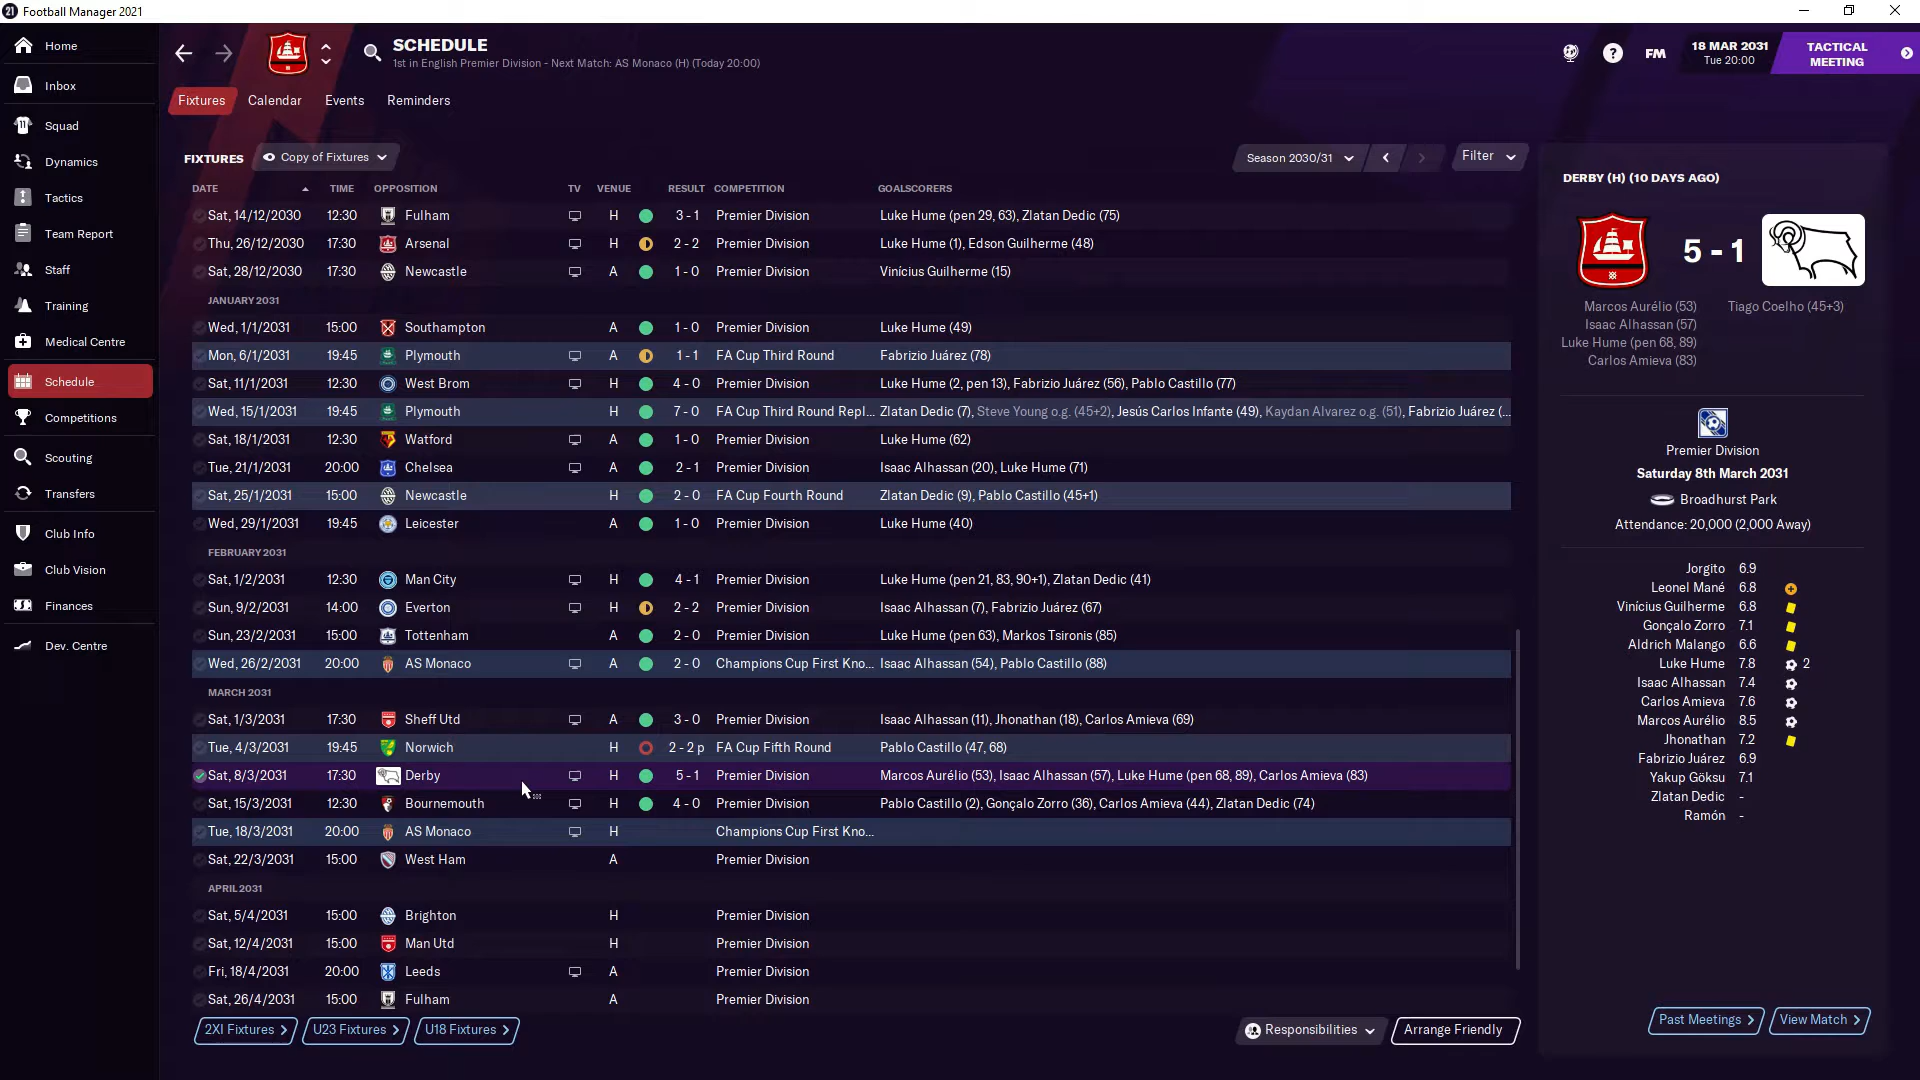 21 Football Manager 2021
Home
Inbox
Squad
Dynamics
Tactics
Team Report
Staff
Training
Medical Centre
Schedule
Competitions
Scouting
Transfers
Club Info
Club Vision
Finances
Dev. Centre
SCHEDULE
1st in English Premier Division - Next Match: AS Monaco (H) (Today 20:00)
FM
18 MAR 2031
Tue 20:00
TACTICAL MEETING
Fixtures Calendar Events Reminders
FIXTURES Copy of Fixtures Season 2030/31 Filter
DATE TIME OPPOSITION TV VENUE RESULT COMPETITION GOALSCORERS
Sat, 14/12/2030 12:30 Fulham H 3 - 1 Premier Division Luke Hume (pen 29, 63), Zlatan Dedic (75)
Thu, 26/12/2030 17:30 Arsenal H 2 - 2 Premier Division Luke Hume (1), Edson Guilherme (48)
Sat, 28/12/2030 17:30 Newcastle A 1 - 0 Premier Division Vinícius Guilherme (15)
JANUARY 2031
Wed, 1/1/2031 15:00 Southampton A 1 - 0 Premier Division Luke Hume (49)
Mon, 6/1/2031 19:45 Plymouth A 1 - 1 FA Cup Third Round Fabrizio Juárez (78)
Sat, 11/1/2031 12:30 West Brom H 4 - 0 Premier Division Luke Hume (2, pen 13), Fabrizio Juárez (56), Pablo Castillo (77)
Wed, 15/1/2031 19:45 Plymouth H 7 - 0 FA Cup Third Round Repl... Zlatan Dedic (7), Steve Young o.g. (45+2), Jesús Carlos Infante (49), Kaydan Alvarez o.g. (51), Fabrizio Juárez (...
Sat, 18/1/2031 12:30 Watford A 1 - 0 Premier Division Luke Hume (62)
Tue, 21/1/2031 20:00 Chelsea A 2 - 1 Premier Division Isaac Alhassan (20), Luke Hume (71)
Sat, 25/1/2031 15:00 Newcastle H 2 - 0 FA Cup Fourth Round Zlatan Dedic (9), Pablo Castillo (45+1)
Wed, 29/1/2031 19:45 Leicester A 1 - 0 Premier Division Luke Hume (40)
FEBRUARY 2031
Sat, 1/2/2031 12:30 Man City H 4 - 1 Premier Division Luke Hume (pen 21, 83, 90+1), Zlatan Dedic (41)
Sun, 9/2/2031 14:00 Everton H 2 - 2 Premier Division Isaac Alhassan (7), Fabrizio Juárez (67)
Sun, 23/2/2031 15:00 Tottenham A 2 - 0 Premier Division Luke Hume (pen 63), Markos Tsironis (85)
Wed, 26/2/2031 20:00 AS Monaco A 2 - 0 Champions Cup First Kno... Isaac Alhassan (54), Pablo Castillo (88)
MARCH 2031
Sat, 1/3/2031 17:30 Sheff Utd A 3 - 0 Premier Division Isaac Alhassan (11), Jhonathan (18), Carlos Amieva (69)
Tue, 4/3/2031 19:45 Norwich H 2 - 2 p FA Cup Fifth Round Pablo Castillo (47, 68)
Sat, 8/3/2031 17:30 Derby H 5 - 1 Premier Division Marcos Aurélio (53), Isaac Alhassan (57), Luke Hume (pen 68, 89), Carlos Amieva (83)
Sat, 15/3/2031 12:30 Bournemouth H 4 - 0 Premier Division Pablo Castillo (2), Gonçalo Zorro (36), Carlos Amieva (44), Zlatan Dedic (74)
Tue, 18/3/2031 20:00 AS Monaco H Champions Cup First Kno...
Sat, 22/3/2031 15:00 West Ham A Premier Division
APRIL 2031
Sat, 5/4/2031 15:00 Brighton H Premier Division
Sat, 12/4/2031 15:00 Man Utd H Premier Division
Fri, 18/4/2031 20:00 Leeds A Premier Division
Sat, 26/4/2031 15:00 Fulham A Premier Division
2XI Fixtures U23 Fixtures U18 Fixtures Responsibilities Arrange Friendly
DERBY (H) (10 DAYS AGO)
5 - 1
Marcos Aurélio (53) Tiago Coelho (45+3)
Isaac Alhassan (57)
Luke Hume (pen 68, 89)
Carlos Amieva (83)
Premier Division
Saturday 8th March 2031
Broadhurst Park
Attendance: 20,000 (2,000 Away)
Jorgito 6.9
Leonel Mané 6.8
Vinícius Guilherme 6.8
Gonçalo Zorro 7.1
Aldrich Malango 6.6
Luke Hume 7.8 2
Isaac Alhassan 7.4
Carlos Amieva 7.6
Marcos Aurélio 8.5
Jhonathan 7.2
Fabrizio Juárez 6.9
Yakup Göksu 7.1
Zlatan Dedic -
Ramón -
Past Meetings View Match